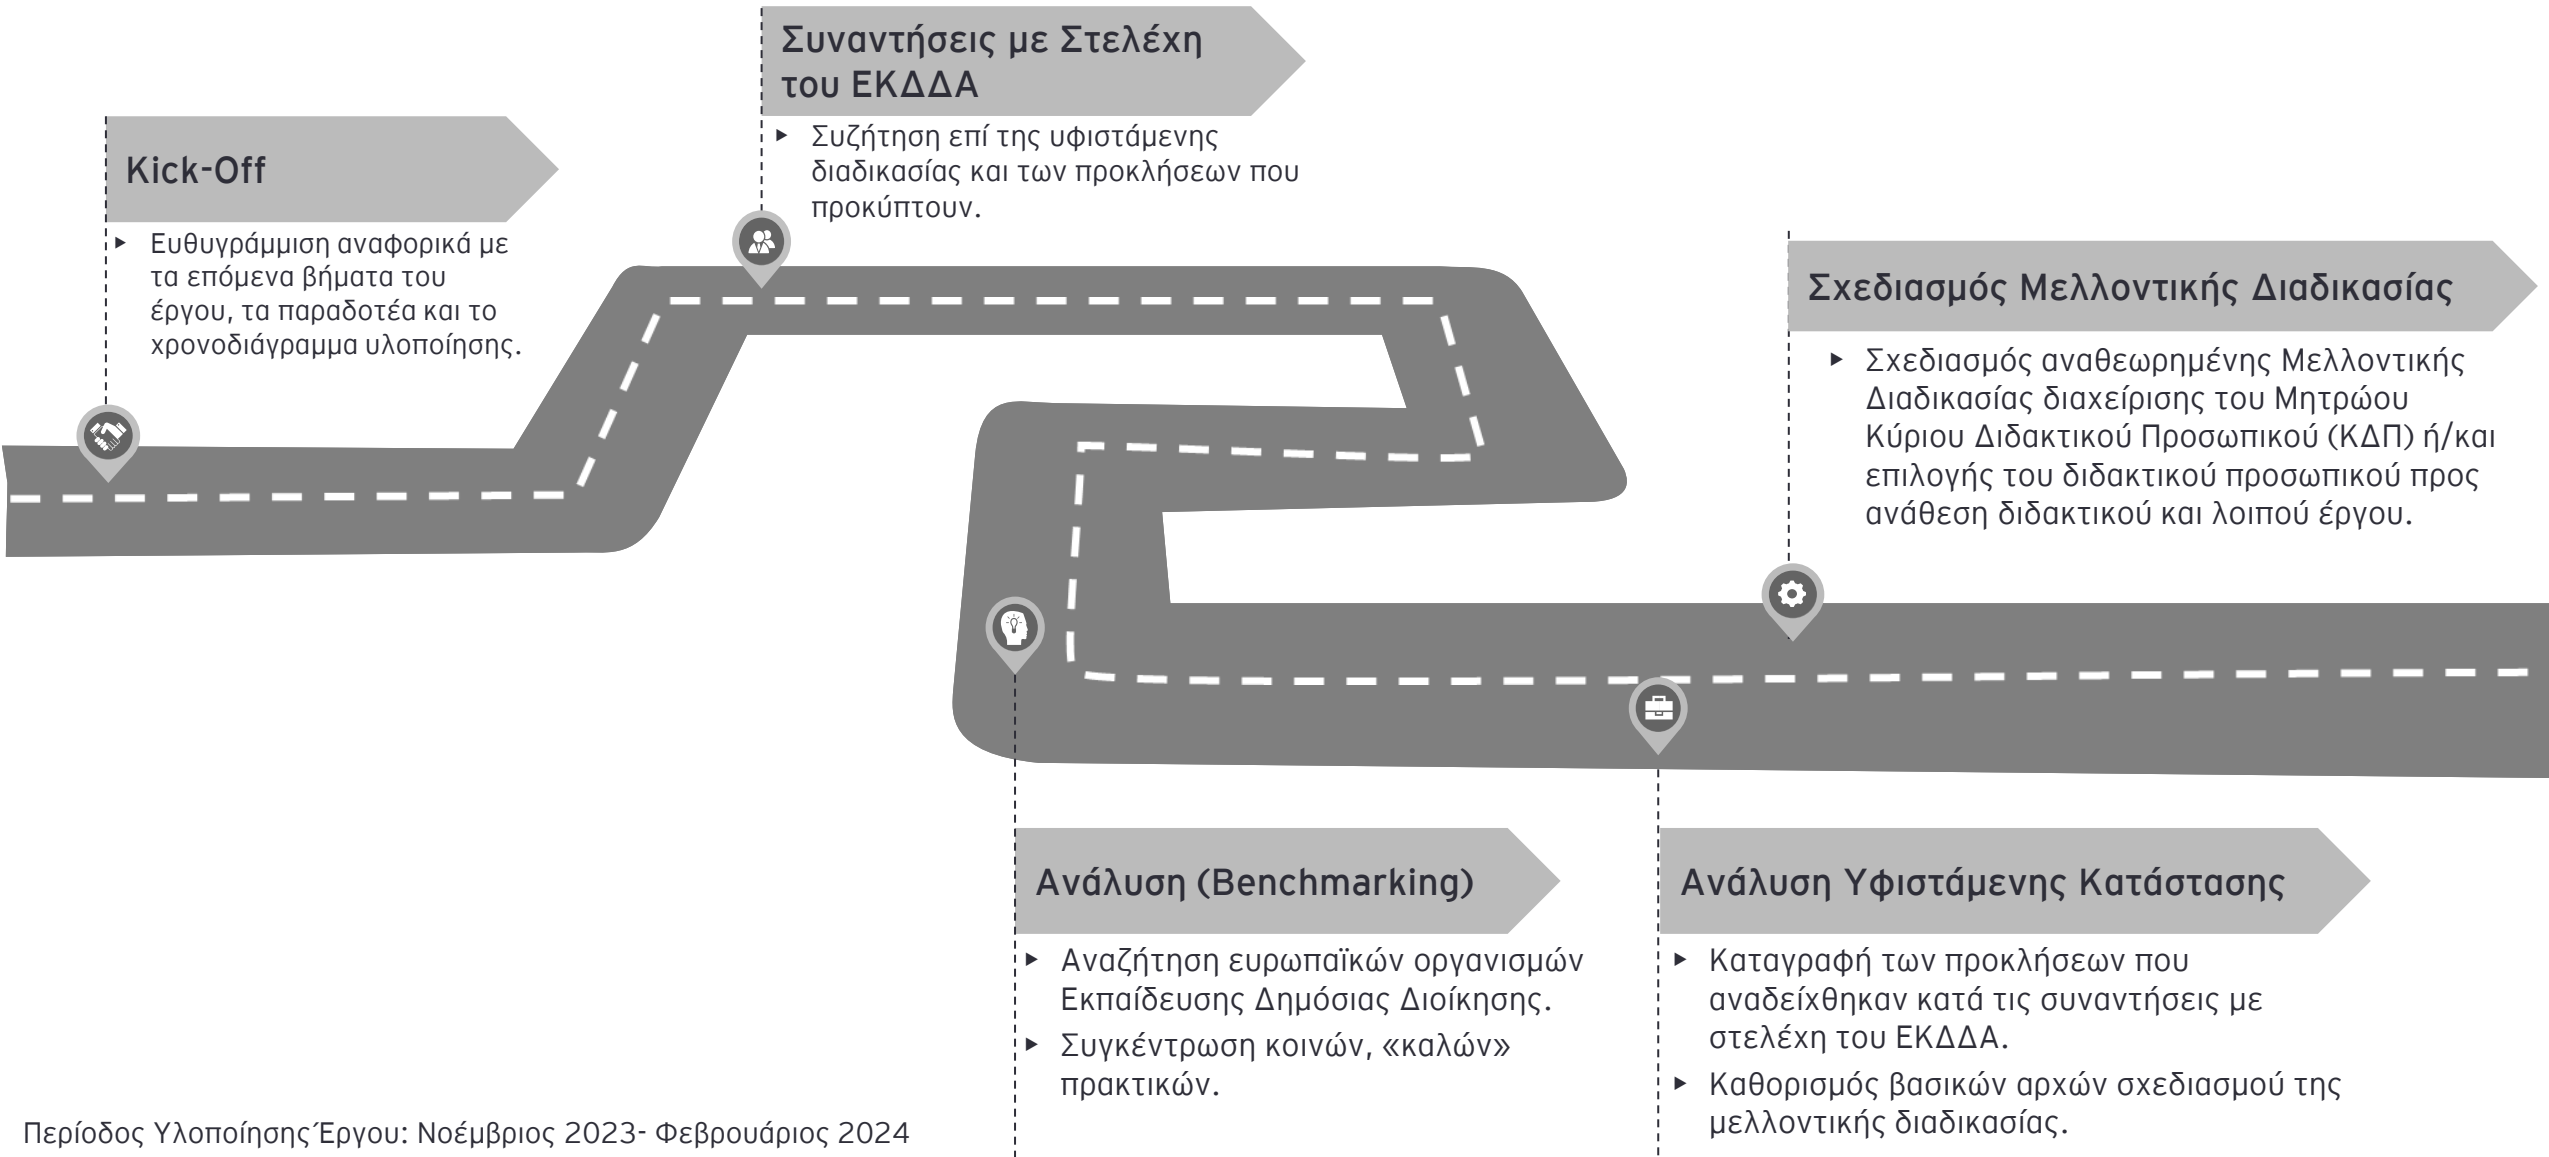 Kick-Off
▸ Ευθυγράμμιση αναφορικά με
τα επόμενα βήματα του
έργου, τα παραδοτέα και το
χρονοδιάγραμμα υλοποίησης.
Συναντήσεις με Στελέχη
του ΕΚΔΔΑ
▸ Συζήτηση επί της υφιστάμενης
διαδικασίας και των προκλήσεων που
προκύπτουν.
Ανάλυση (Benchmarking)
▸ Αναζήτηση ευρωπαϊκών οργανισμών
Εκπαίδευσης Δημόσιας Διοίκησης.
▸ Συγκέντρωση κοινών, «καλών»
πρακτικών.
Ανάλυση Υφιστάμενης Κατάστασης
▸ Καταγραφή των προκλήσεων που
αναδείχθηκαν κατά τις συναντήσεις με
στελέχη του ΕΚΔΔΑ.
▸ Καθορισμός βασικών αρχών σχεδιασμού της
μελλοντικής διαδικασίας.
Σχεδιασμός Μελλοντικής Διαδικασίας
▸ Σχεδιασμός αναθεωρημένης Μελλοντικής
Διαδικασίας διαχείρισης του Μητρώου
Κύριου Διδακτικού Προσωπικού (ΚΔΠ) ή/και
επιλογής του διδακτικού προσωπικού προς
ανάθεση διδακτικού και λοιπού έργου.
Περίοδος Υλοποίησης Έργου: Νοέμβριος 2023- Φεβρουάριος 2024